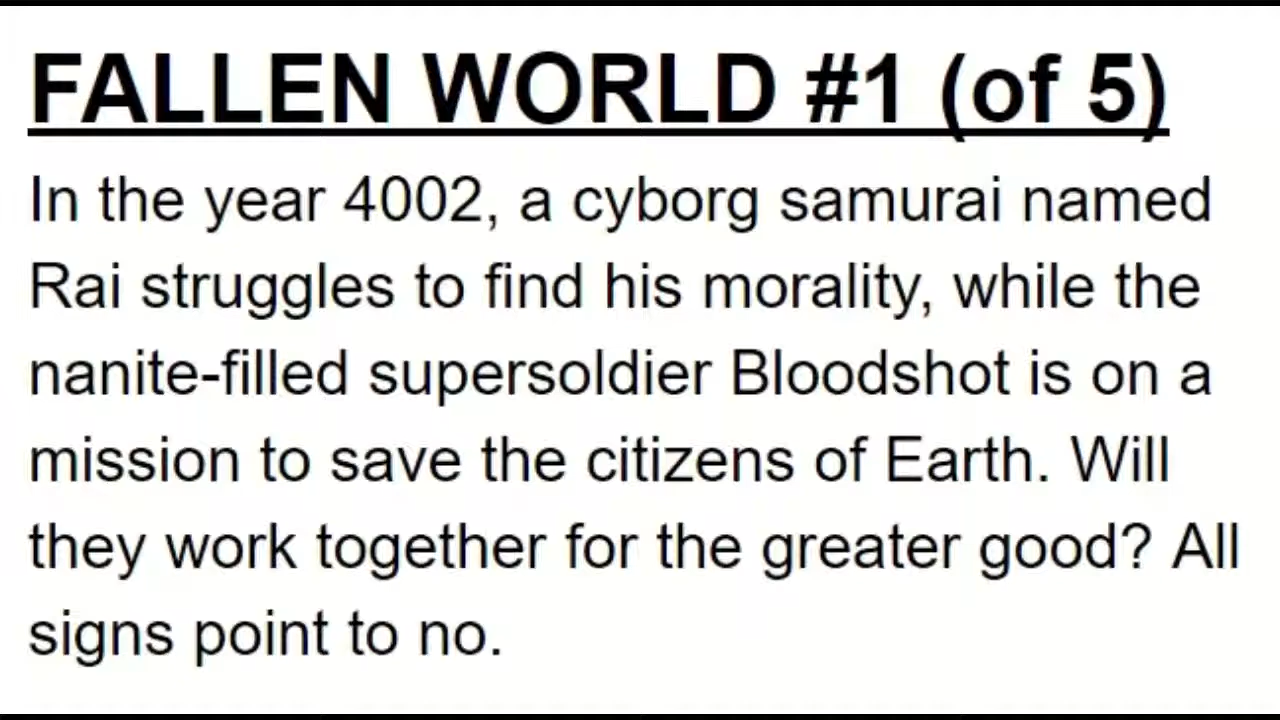 FALLEN WORLD #1 (of 5)
In the year 4002, a cyborg samurai named
Rai struggles to find his morality, while the
nanite-filled supersoldier Bloodshot is on a
mission to save the citizens of Earth. Will
they work together for the greater good? All
signs point to no.